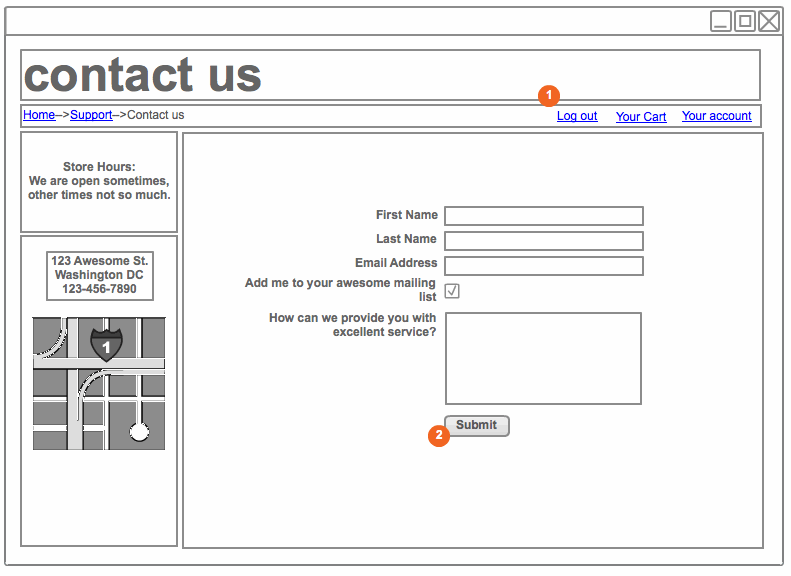 contact us
1
Home-->Support-->Contact us
Log out Your Cart Your account
Store Hours:
We are open sometimes,
other times not so much.
123 Awesome St.
Washington DC
123-456-7890
1
First Name
Last Name
Email Address
Add me to your awesome mailing
list
How can we provide you with
excellent service?
2
Submit